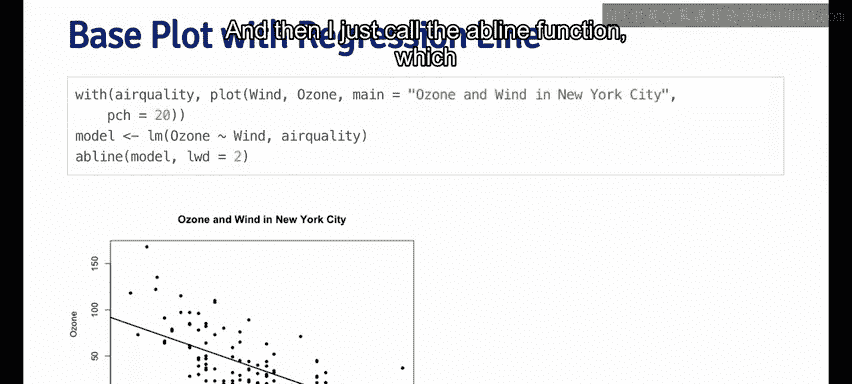 Base Plot with Regression Line
And then I just call the abline function,
which
with(airquality, plot(Wind, Ozone, main = "Ozone and Wind in New York City",
pch = 20))
model <- lm(Ozone ~ Wind, airquality)
abline(model, lwd = 2)
Ozone and Wind in New York City
150
100
50
Ozone